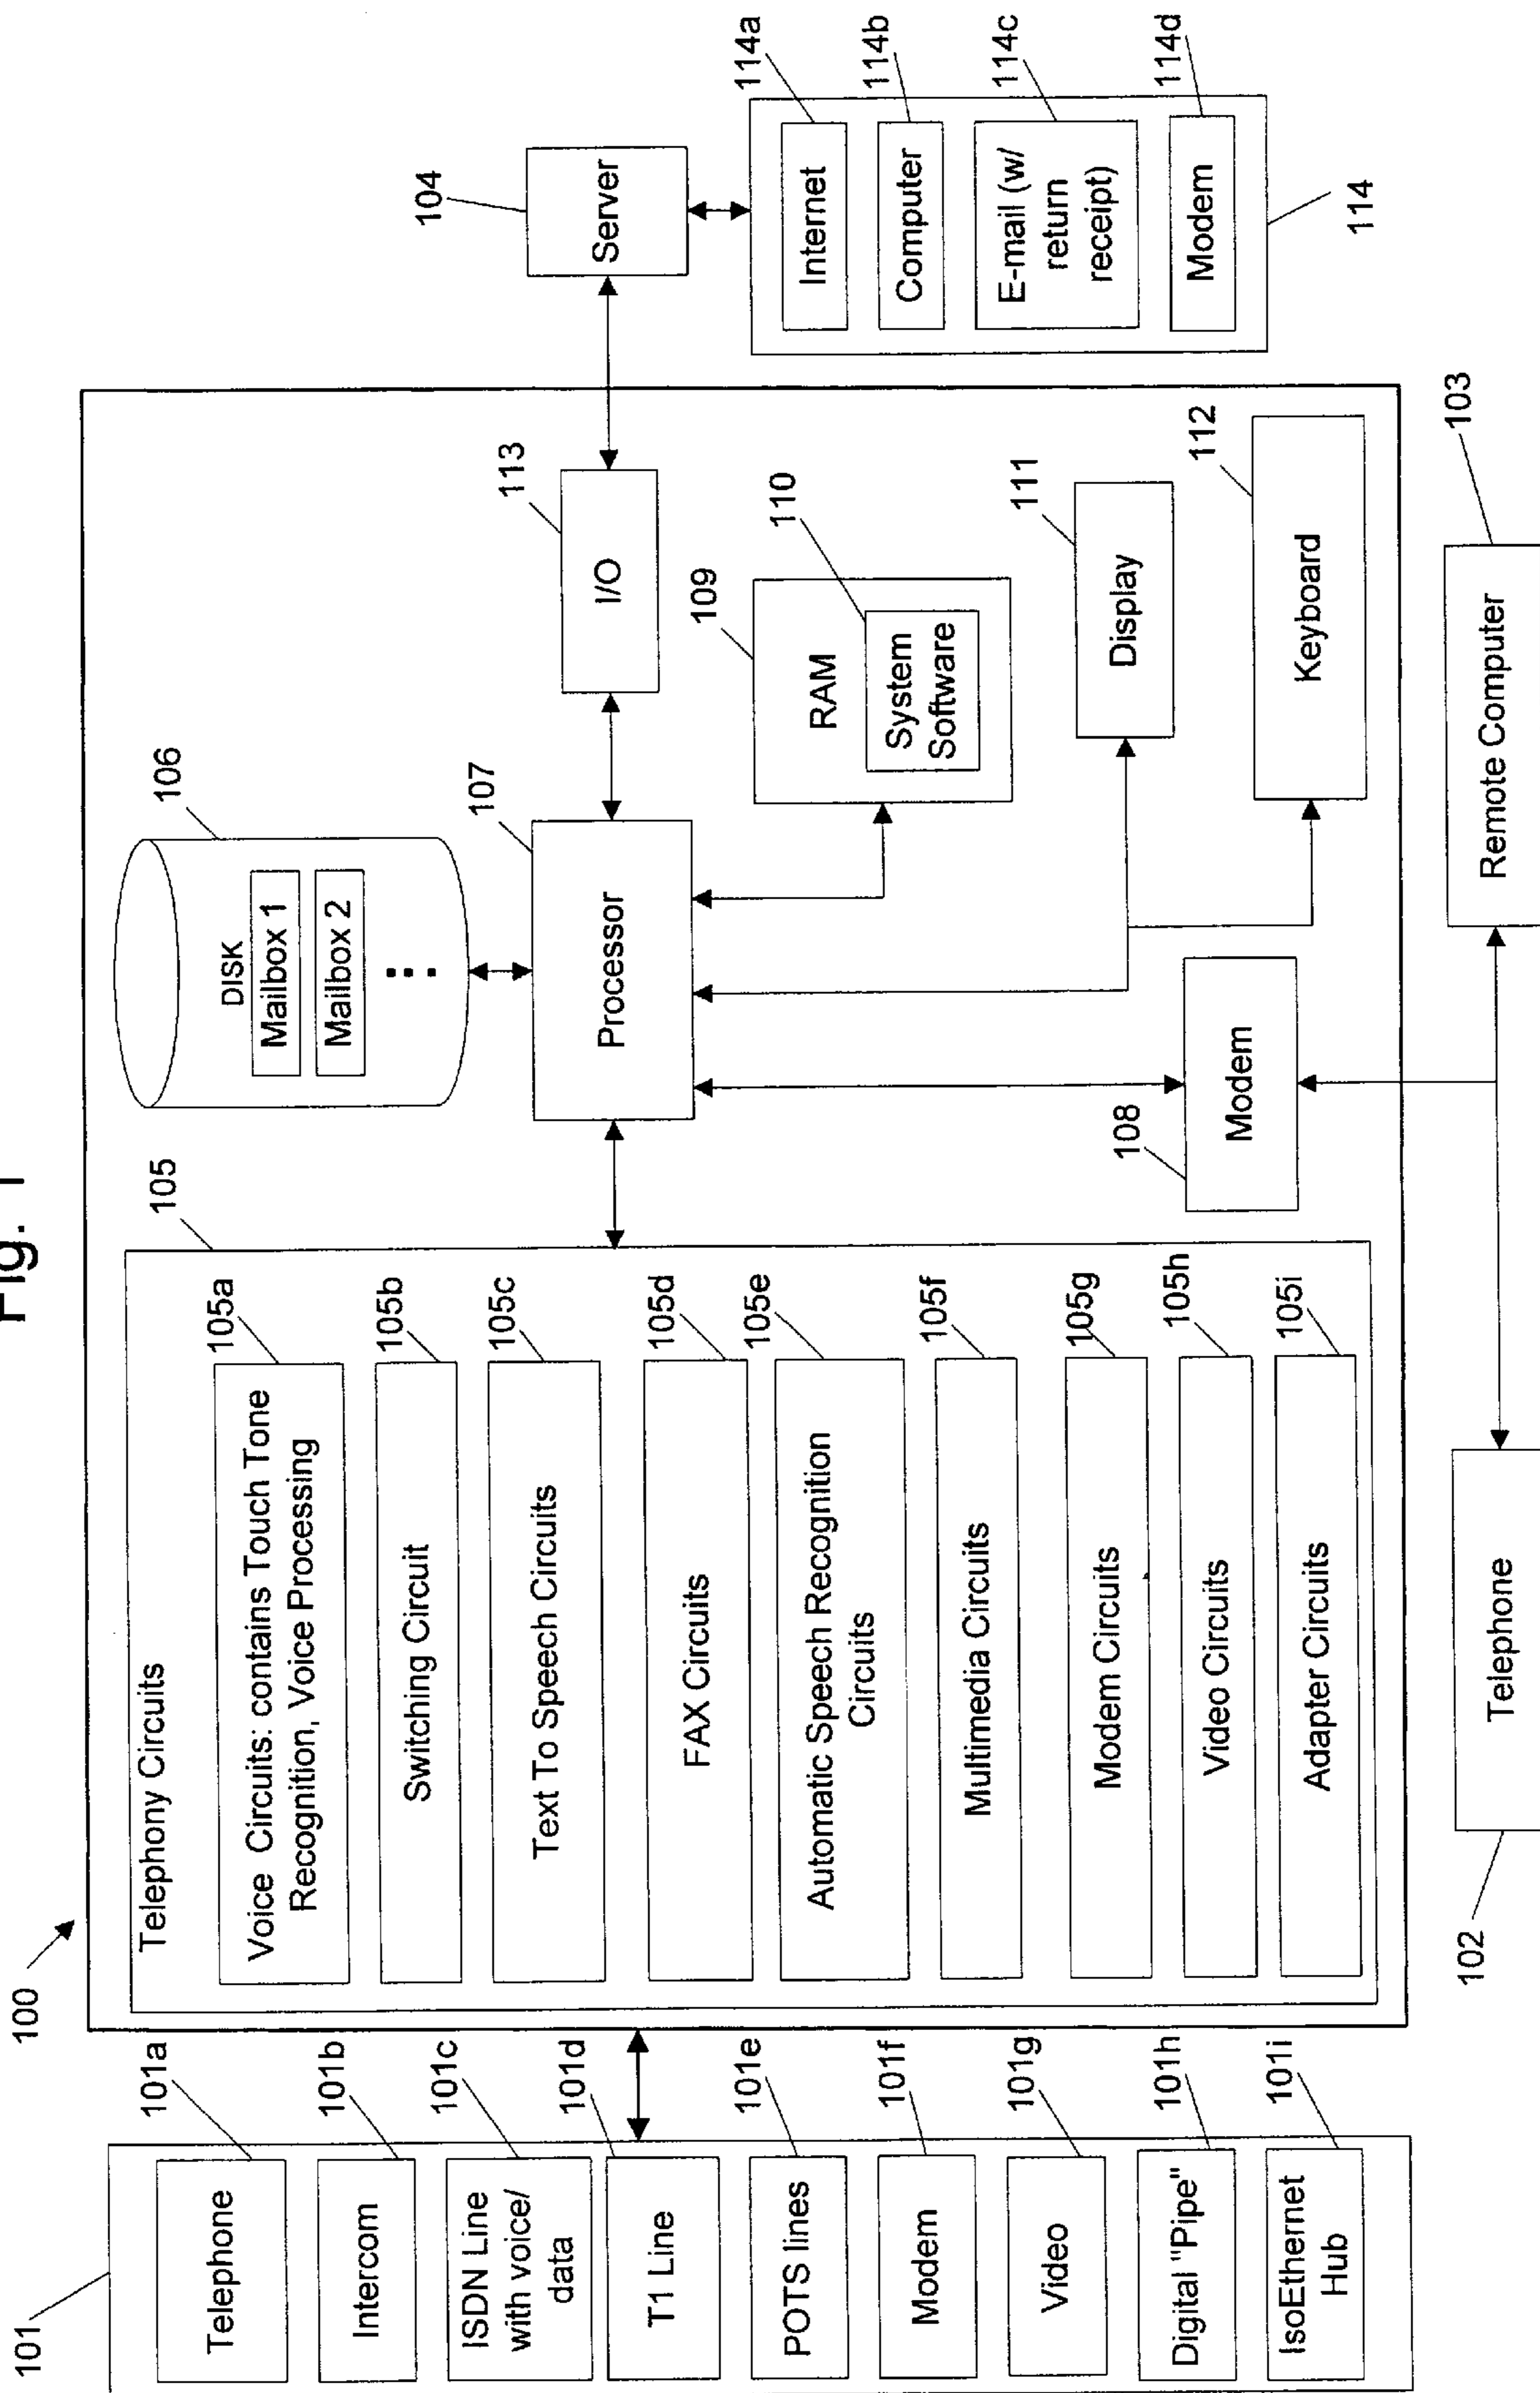 Fig. 1
100
101
101a
Telephone
101b
Intercom
101c
ISDN Line
with voice/
data
101d
T1 Line
101e
POTS lines
101f
Modem
101g
Video
101h
Digital "Pipe"
101i
IsoEthernet
Hub
105
Telephony Circuits
105a
Voice Circuits: contains Touch Tone
Recognition, Voice Processing
105b
Switching Circuit
105c
Text To Speech Circuits
105d
FAX Circuits
105e
Automatic Speech Recognition
Circuits
105f
Multimedia Circuits
105g
Modem Circuits
105h
Video Circuits
105i
Adapter Circuits
106
DISK
Mailbox 1
Mailbox 2
107
Processor
113
I/O
109
RAM
110
System
Software
111
Display
112
Keyboard
108
Modem
104
Server
114a
Internet
114b
Computer
114c
E-mail (w/
return
receipt)
114d
Modem
114
102
Telephone
103
Remote Computer